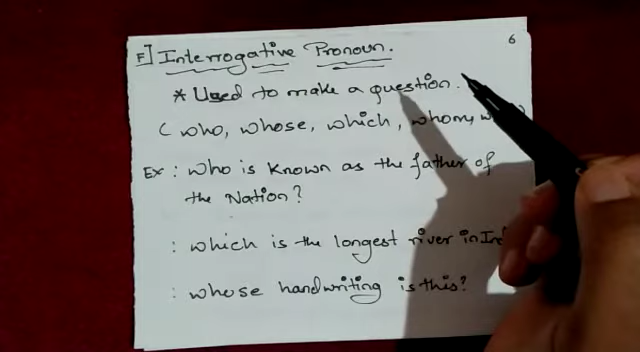 6
F] Interrogative Pronoun.
* Used to make a question.
( who, whose, which, whom,
Ex : who is known as the father of
the Nation?
: which is the longest river in
: whose handwriting is this?